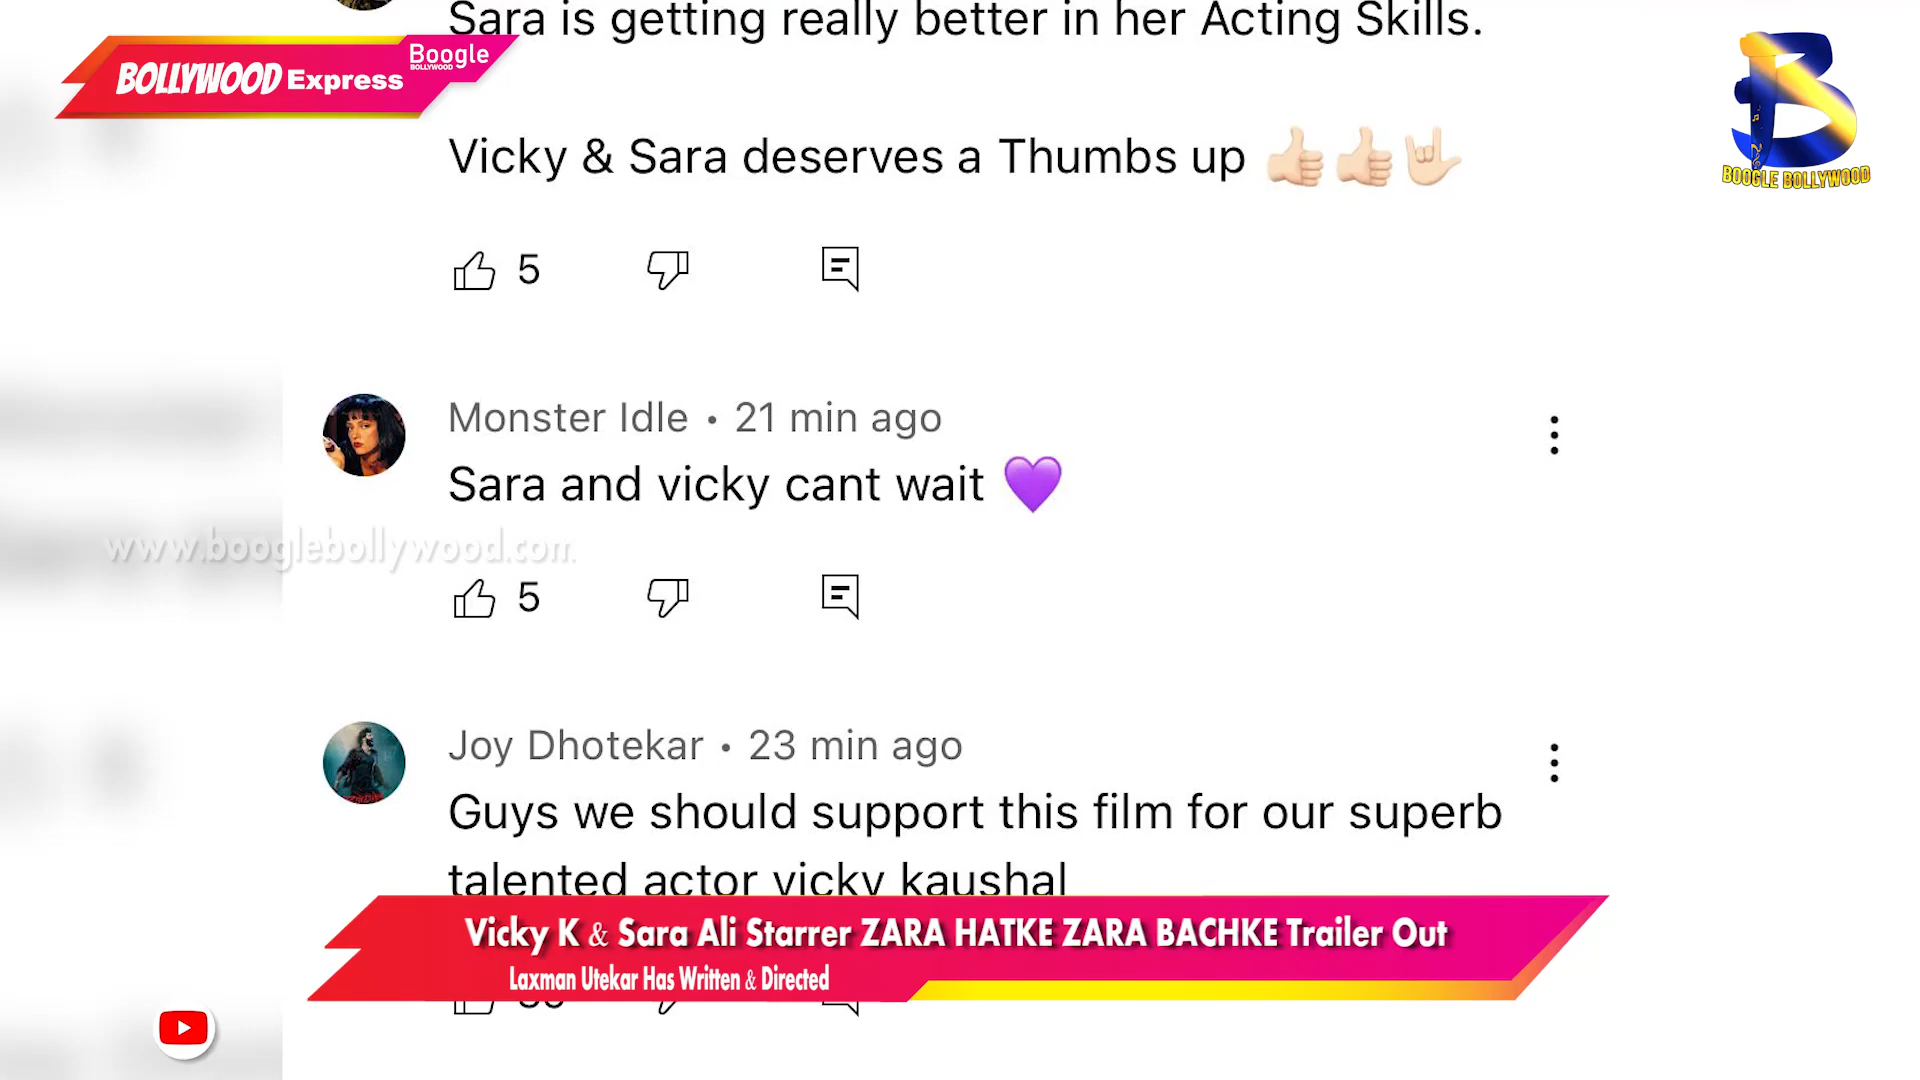 Sara is getting really better in her Acting Skills.
BOLLYWOOD Express
Boogle
BOLLYWOOD
BOOGLE BOLLYWOOD
Vicky & Sara deserves a Thumbs up 👍🏻👍🏻🤟🏻
5
Monster Idle • 21 min ago
Sara and vicky cant wait 💜
www.booglebollywood.com
5
Joy Dhotekar • 23 min ago
Guys we should support this film for our superb
talented actor vicky kaushal
Vicky K & Sara Ali Starrer ZARA HATKE ZARA BACHKE Trailer Out
Laxman Utekar Has Written & Directed